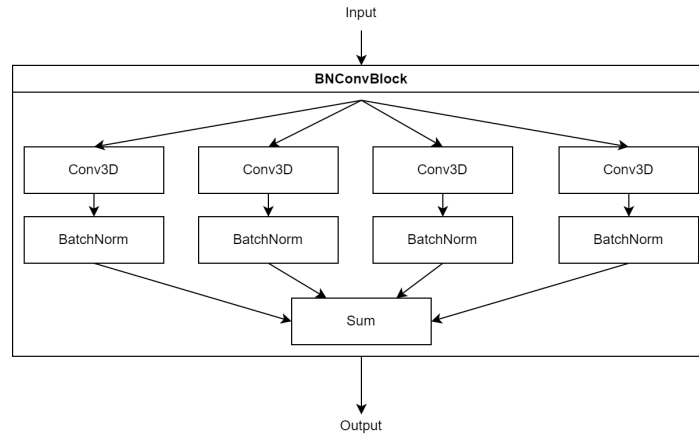 Input
BNConvBlock
Conv3D
Conv3D
Conv3D
Conv3D
BatchNorm
BatchNorm
BatchNorm
BatchNorm
Sum
Output